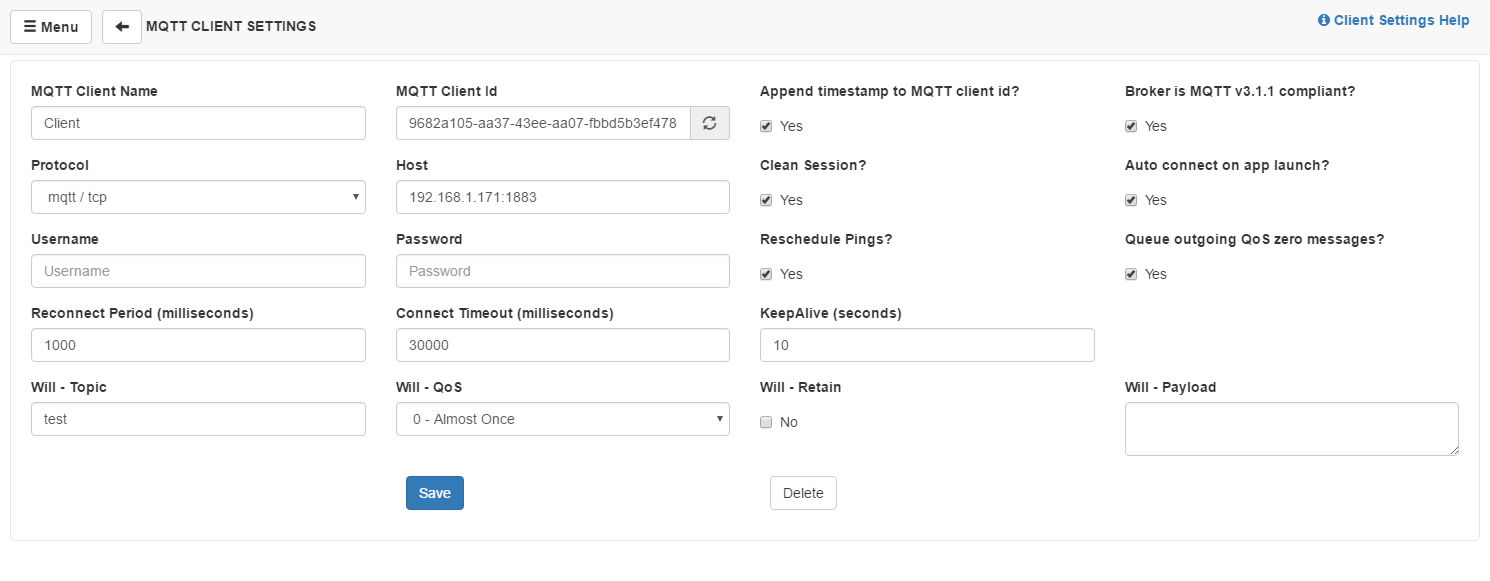 Menu
MQTT CLIENT SETTINGS
Client Settings Help
MQTT Client Name
MQTT Client Id
Append timestamp to MQTT client id?
Broker is MQTT v3.1.1 compliant?
Client
9682a105-aa37-43ee-aa07-fbbd5b3ef478
Yes
Yes
Protocol
Host
Clean Session?
Auto connect on app launch?
mqtt / tcp
192.168.1.171:1883
Yes
Yes
Username
Password
Reschedule Pings?
Queue outgoing QoS zero messages?
Username
Password
Yes
Yes
Reconnect Period (milliseconds)
Connect Timeout (milliseconds)
KeepAlive (seconds)
1000
30000
10
Will - Topic
Will - QoS
Will - Retain
Will - Payload
test
0 - Almost Once
No
Save
Delete